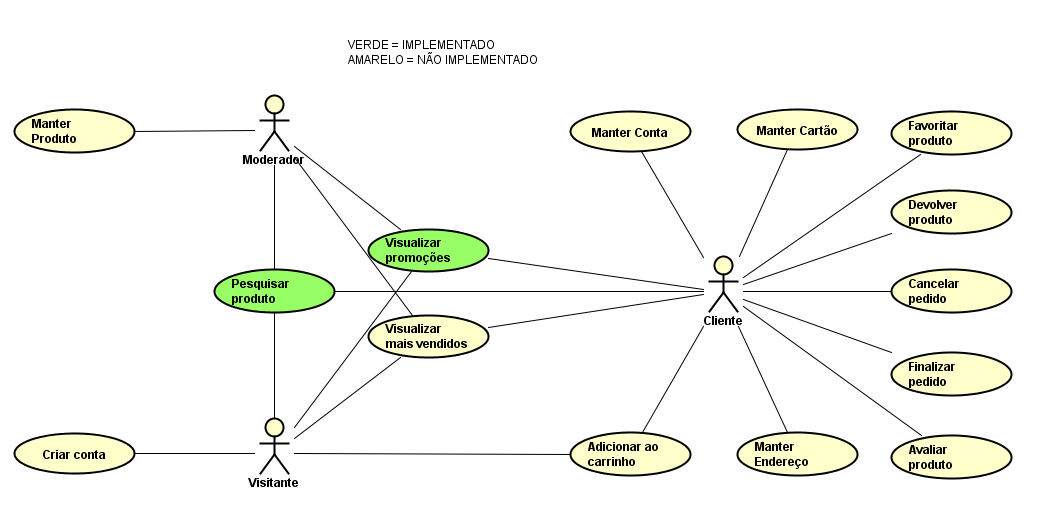 VERDE = IMPLEMENTADO
AMARELO = NÃO IMPLEMENTADO
Manter
Produto
Moderador
Manter Conta
Manter Cartão
Favoritar
produto
Devolver
produto
Visualizar
promoções
Pesquisar
produto
Cancelar
pedido
Cliente
Visualizar
mais vendidos
Finalizar
pedido
Criar conta
Visitante
Adicionar ao
carrinho
Manter
Endereço
Avaliar
produto